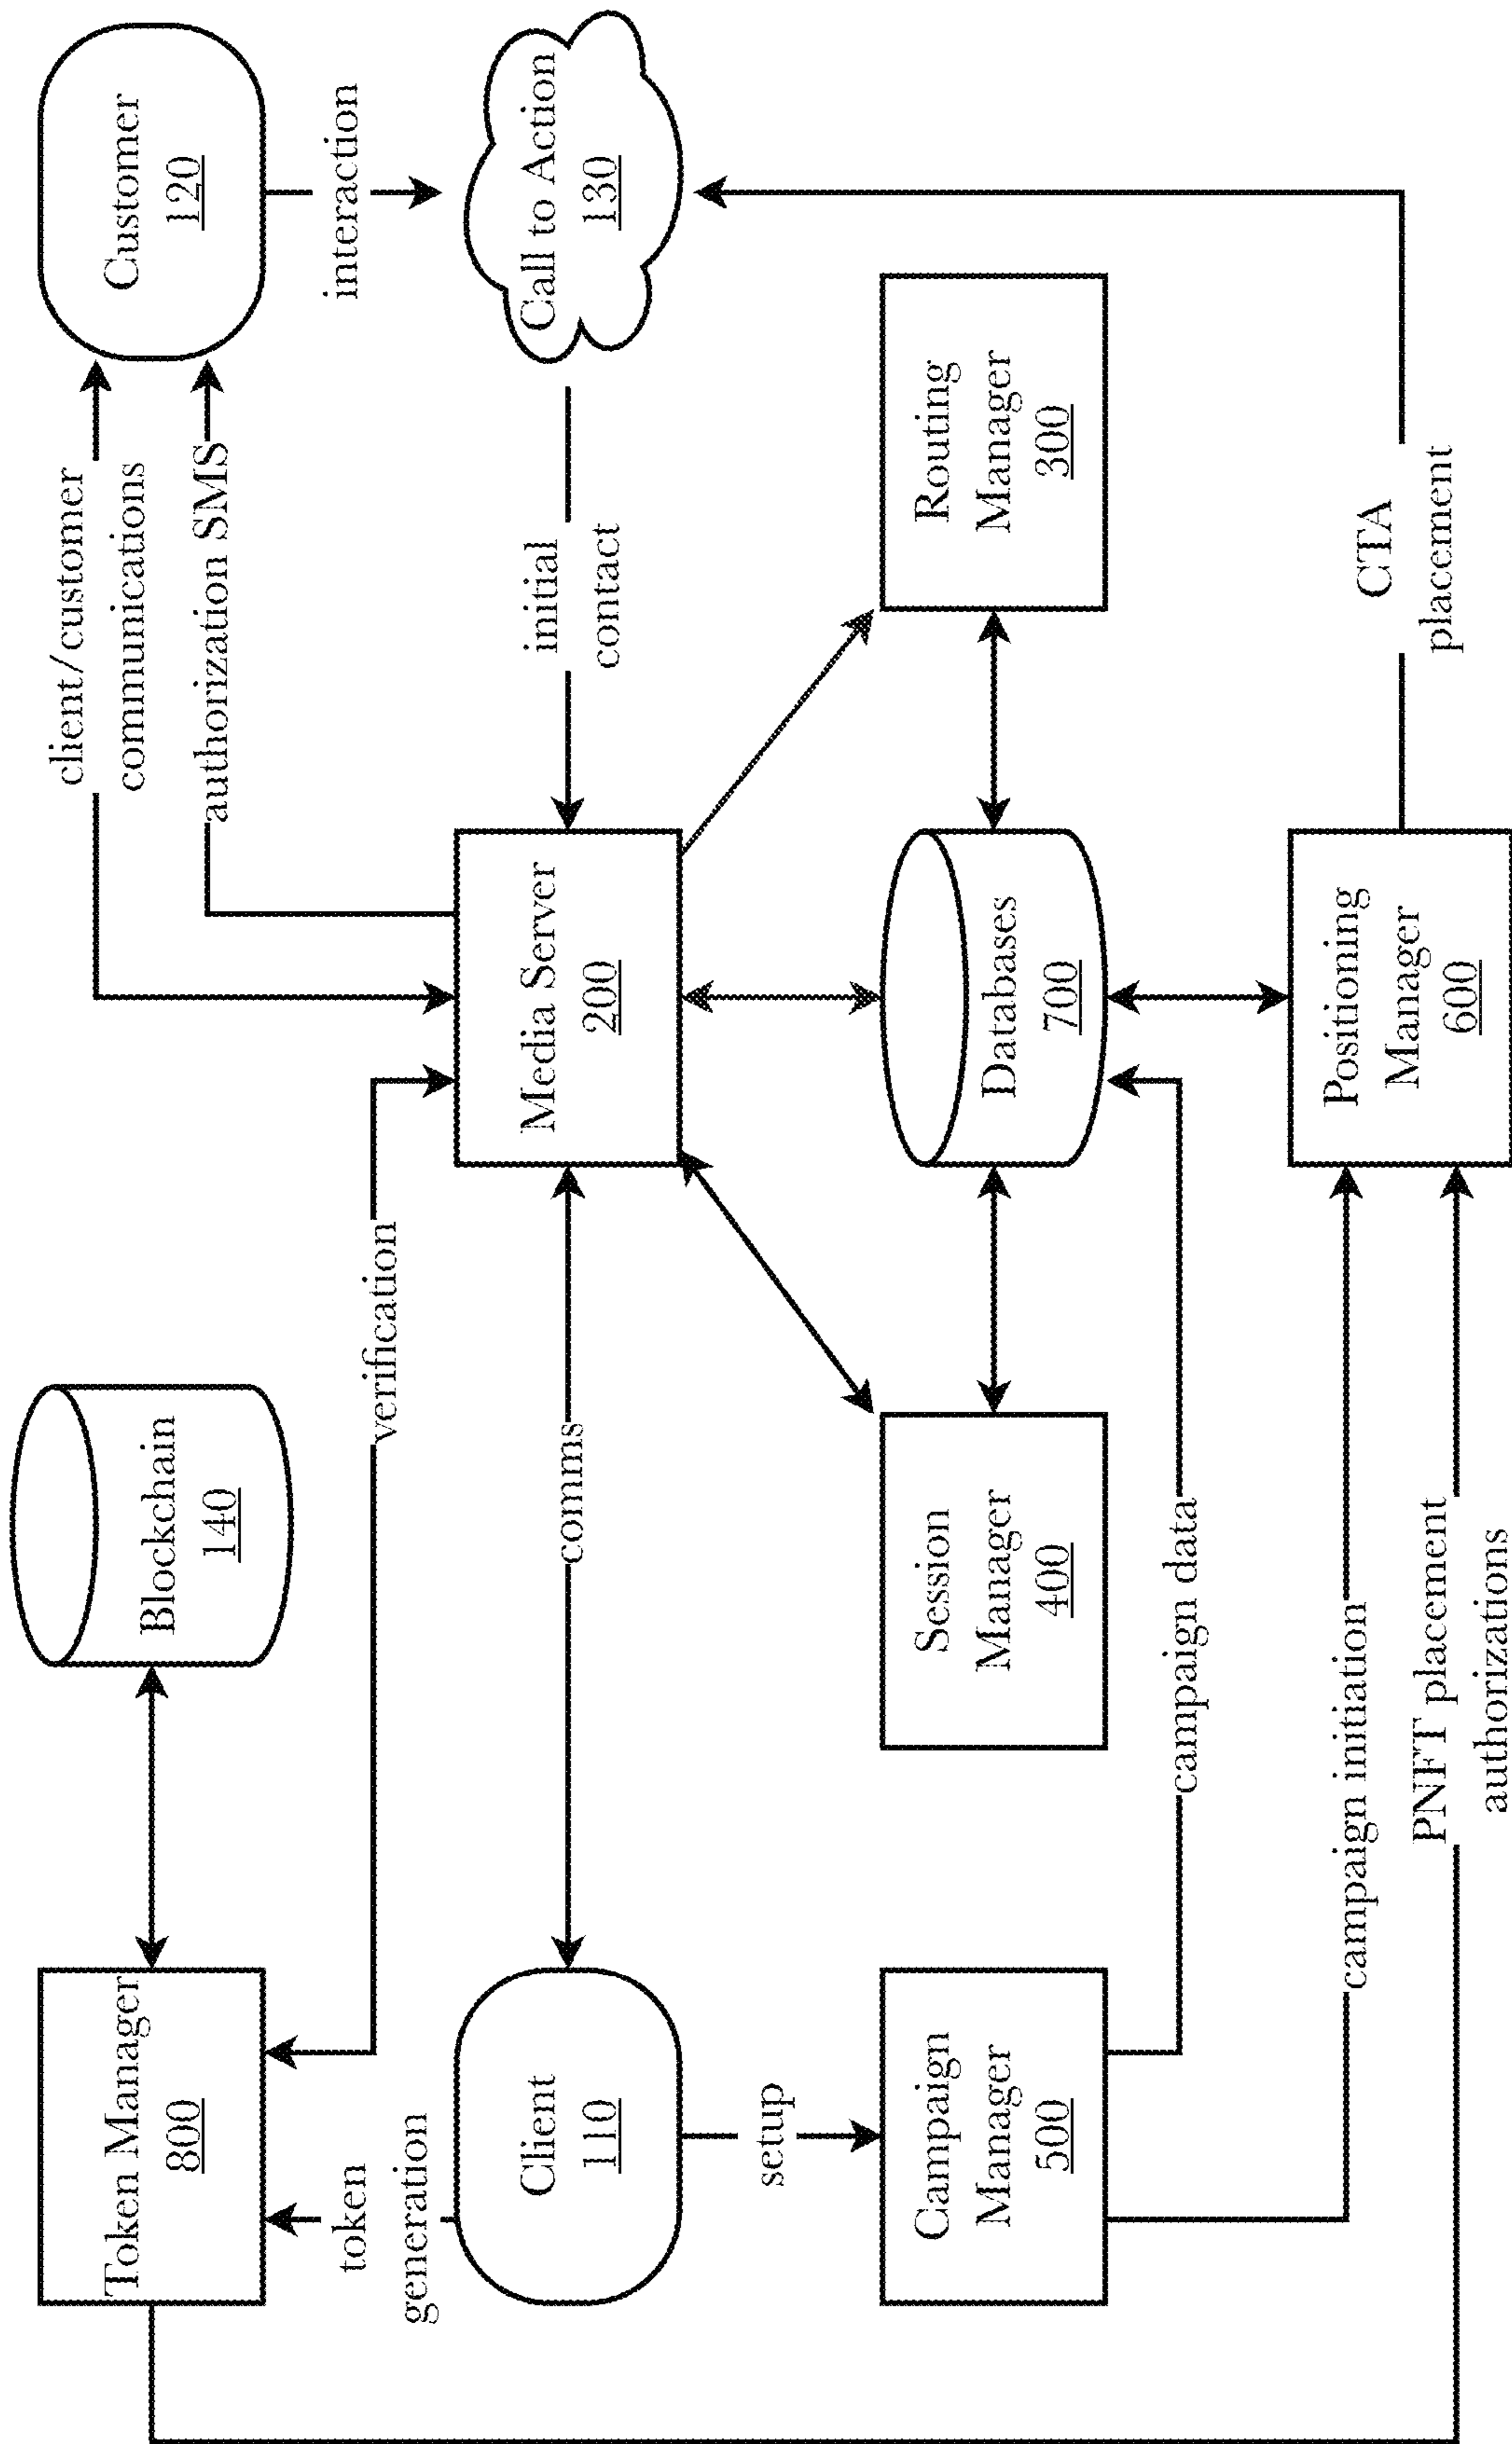 Token Manager
800
Blockchain
140
client/customer
communications
authorization SMS
Customer
120
token
generation
verification
interaction
Client
110
comms
Media Server
200
initial
contact
Call to Action
130
setup
Campaign
Manager
500
Session
Manager
400
Databases
700
Routing
Manager
300
campaign data
campaign initiation
PNFT placement
authorizations
Positioning
Manager
600
CTA
placement